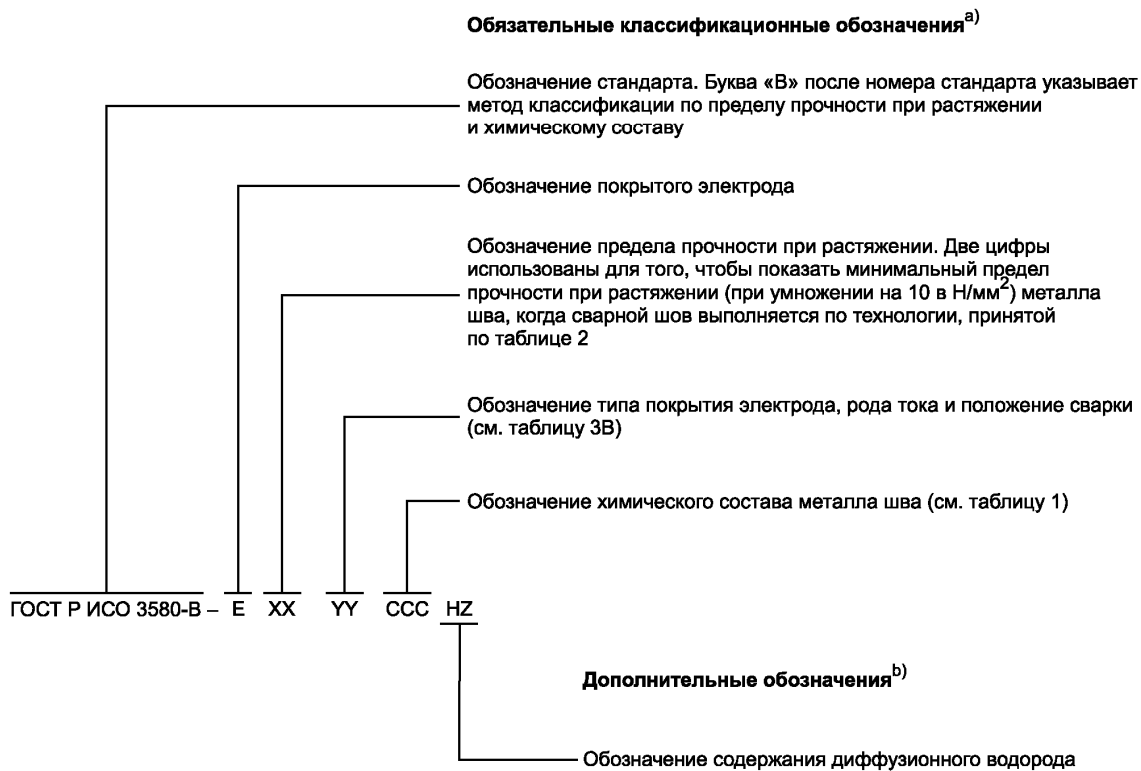 Обязательные классификационные обозначения a)
Обозначение стандарта. Буква «В» после номера стандарта указывает
метод классификации по пределу прочности при растяжении
и химическому составу
Обозначение покрытого электрода
Обозначение предела прочности при растяжении. Две цифры
использованы для того, чтобы показать минимальный предел
прочности при растяжении (при умножении на 10 в Н/мм²) металла
шва, когда сварной шов выполняется по технологии, принятой
по таблице 2
Обозначение типа покрытия электрода, рода тока и положение сварки
(см. таблицу 3В)
Обозначение химического состава металла шва (см. таблицу 1)
ГОСТ Р ИСО 3580-В – E XX YY CCC HZ
Дополнительные обозначения b)
Обозначение содержания диффузионного водорода